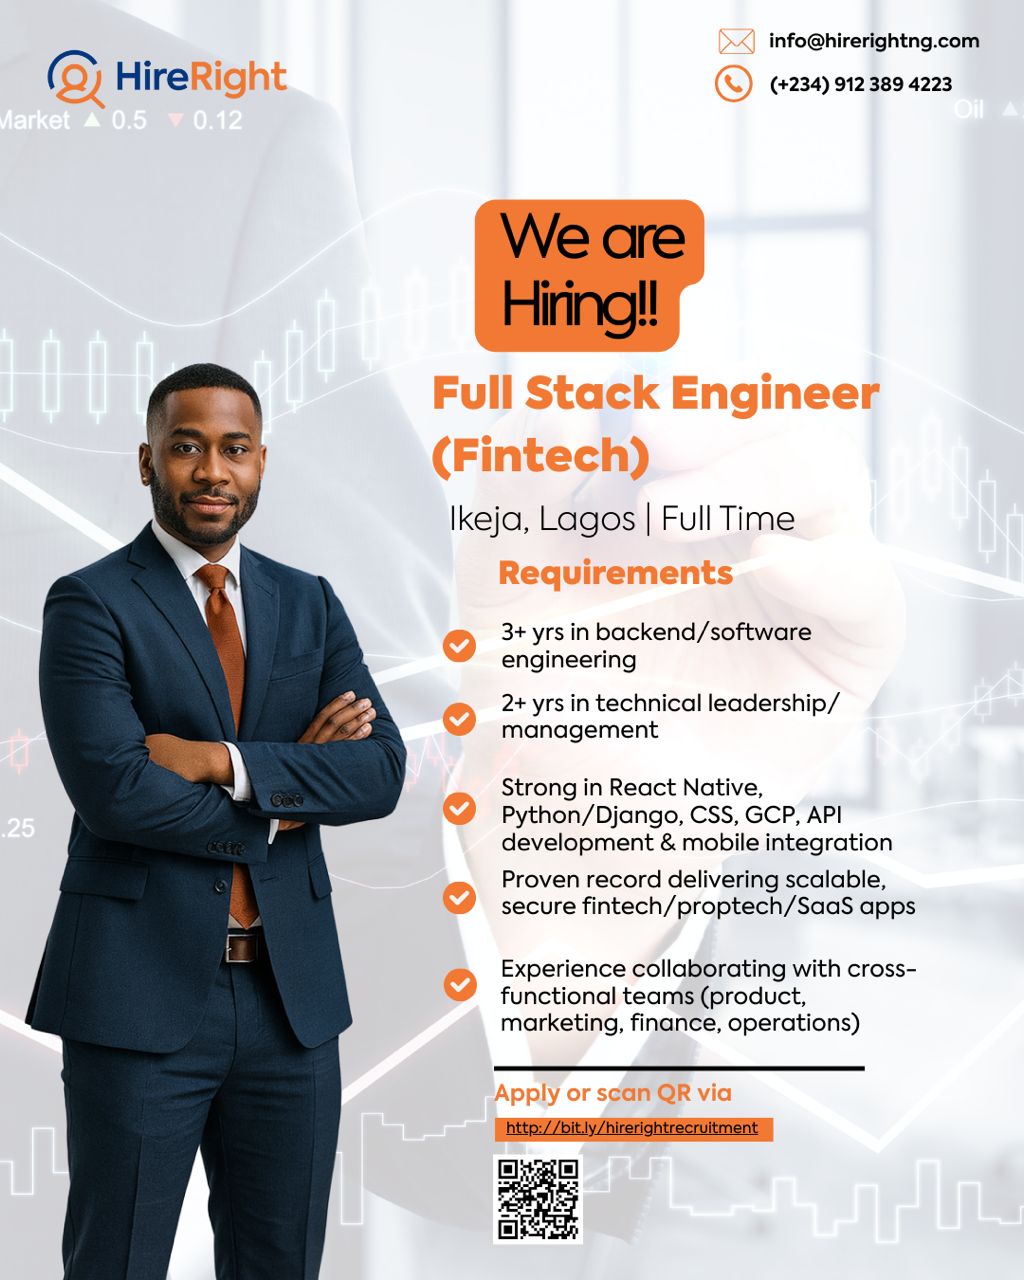 HireRight
info@hirerightng.com
(+234) 912 389 4223
Market ▲ 0.5 ▼ 0.12
Oil ▲
We are
Hiring!!
Full Stack Engineer
(Fintech)
Ikeja, Lagos | Full Time
Requirements
3+ yrs in backend/software
engineering
2+ yrs in technical leadership/
management
Strong in React Native,
Python/Django, CSS, GCP, API
development & mobile integration
.25
Proven record delivering scalable,
secure fintech/proptech/SaaS apps
Experience collaborating with cross-
functional teams (product,
marketing, finance, operations)
Apply or scan QR via
http://bit.ly/hirerightrecruitment